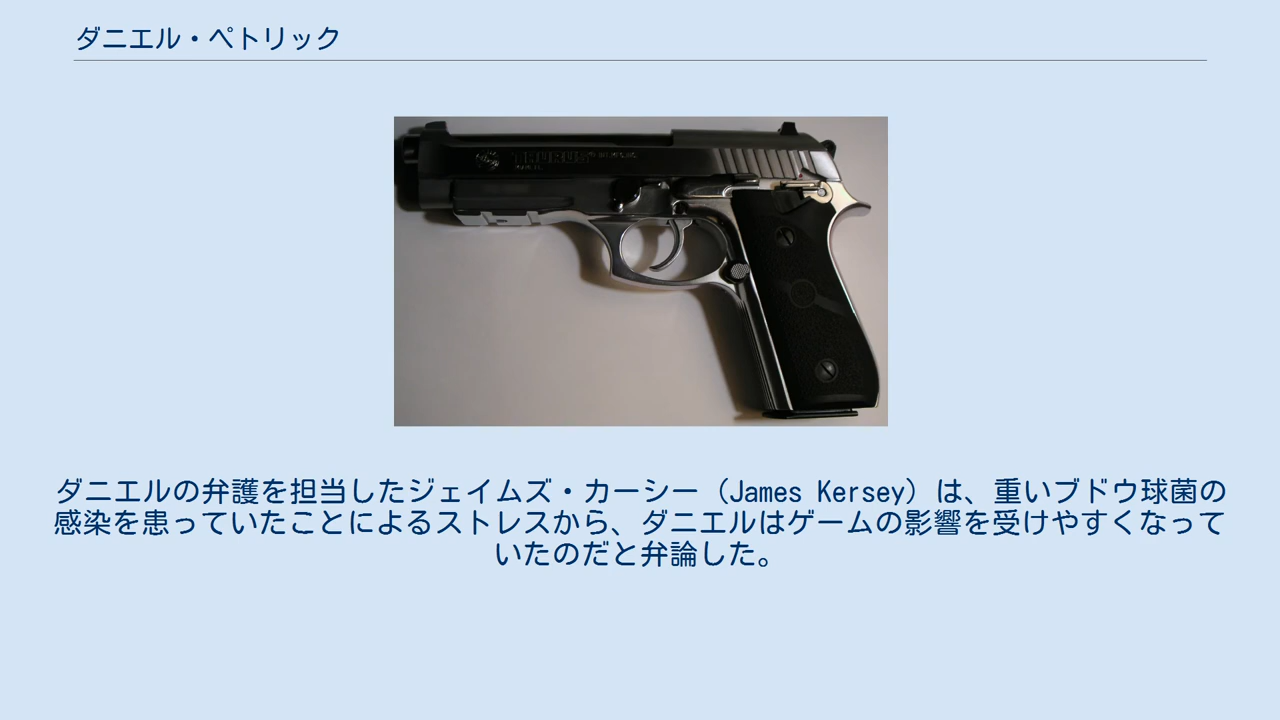 ダニエル・ペトリック
TAURUS
ダニエルの弁護を担当したジェイムズ・カーシー（James Kersey）は、重いブドウ球菌の
感染を患っていたことによるストレスから、ダニエルはゲームの影響を受けやすくなって
いたのだと弁論した。